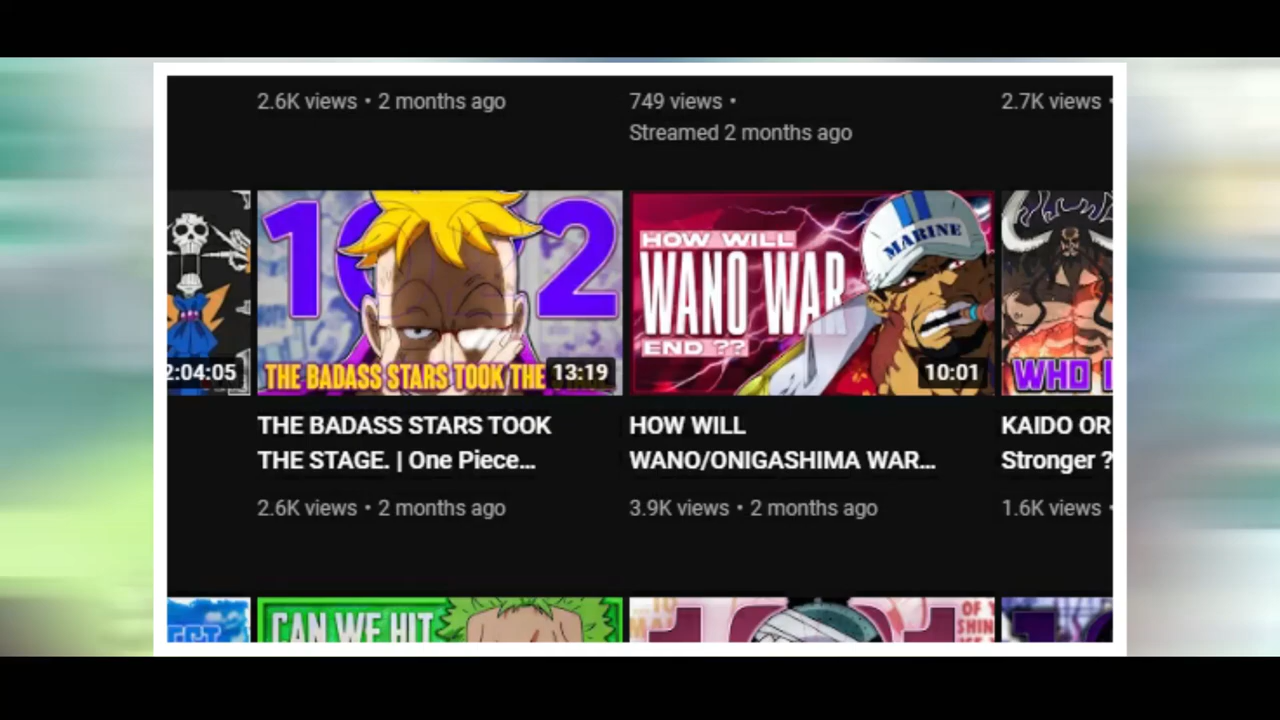 2.6K views • 2 months ago
749 views •
Streamed 2 months ago
2.7K views •
2:04:05
THE BADASS STARS TOOK THE
13:19
HOW WILL
WANO WAR
END ??
MARINE
10:01
WHO
THE BADASS STARS TOOK
THE STAGE. | One Piece...
2.6K views • 2 months ago
HOW WILL
WANO/ONIGASHIMA WAR...
3.9K views • 2 months ago
KAIDO OR
Stronger ?
1.6K views •
CAN WE HIT